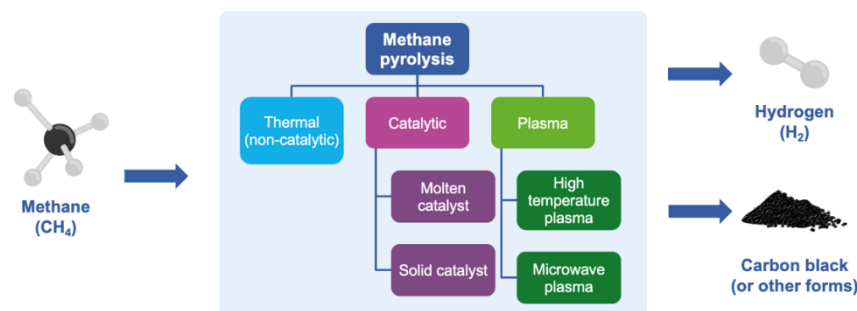 Methane
pyrolysis
Thermal
(non-catalytic)
Catalytic
Plasma
Molten
catalyst
High
temperature
plasma
Solid catalyst
Microwave
plasma
Methane
(CH₄)
Hydrogen
(H₂)
Carbon black
(or other forms)